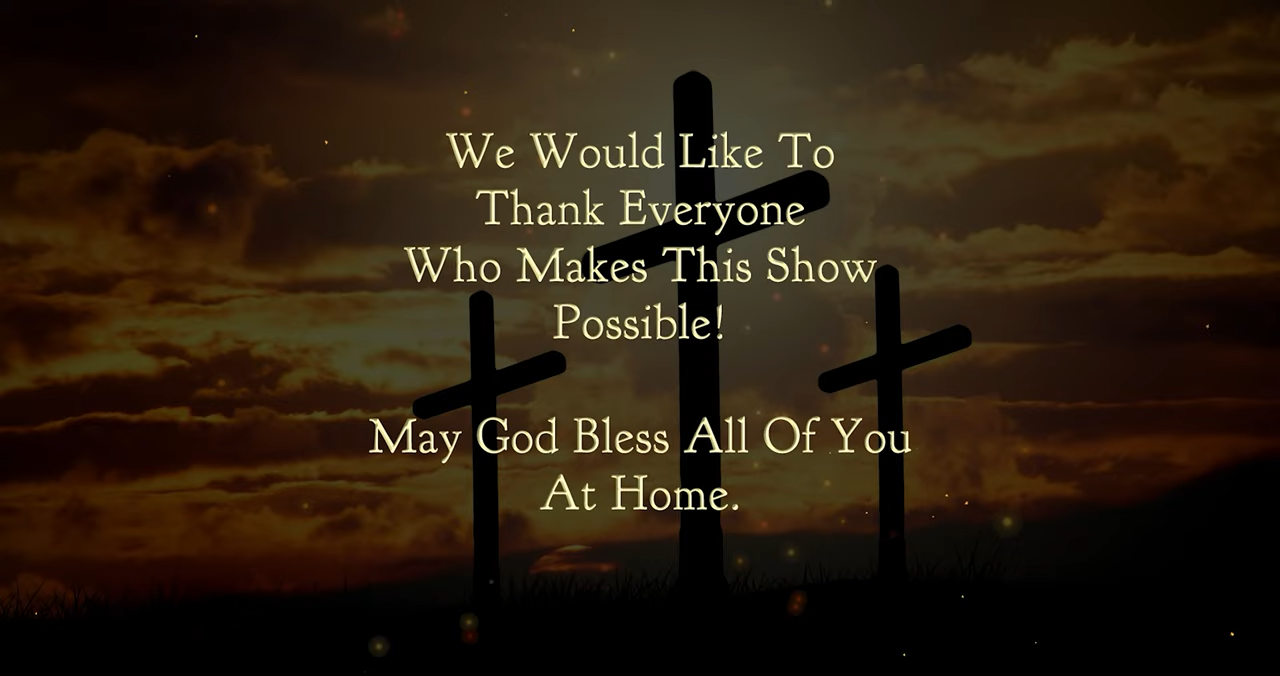 We Would Like To
Thank Everyone
Who Makes This Show
Possible!
May God Bless All Of You
At Home.